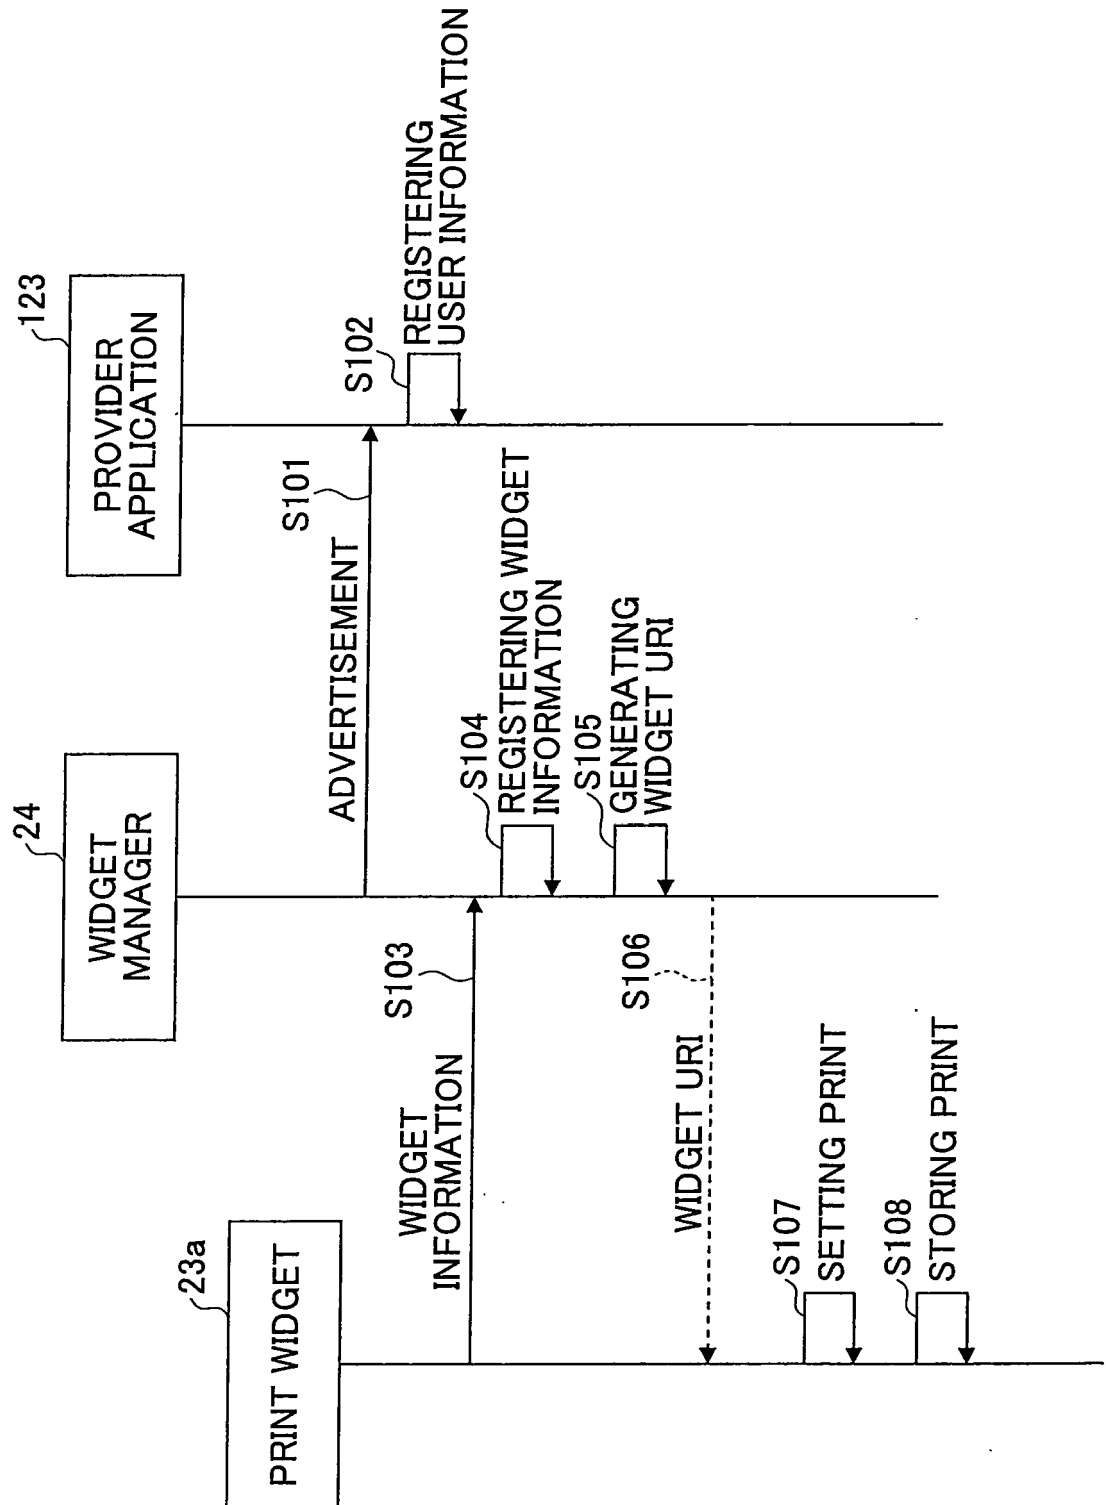 23a
PRINT WIDGET
24
WIDGET
MANAGER
123
PROVIDER
APPLICATION
ADVERTISEMENT
S101
S102
REGISTERING
USER INFORMATION
WIDGET
INFORMATION
S103
S104
REGISTERING WIDGET
INFORMATION
S105
GENERATING
WIDGET URI
WIDGET URI
S106
S107
SETTING PRINT
S108
STORING PRINT